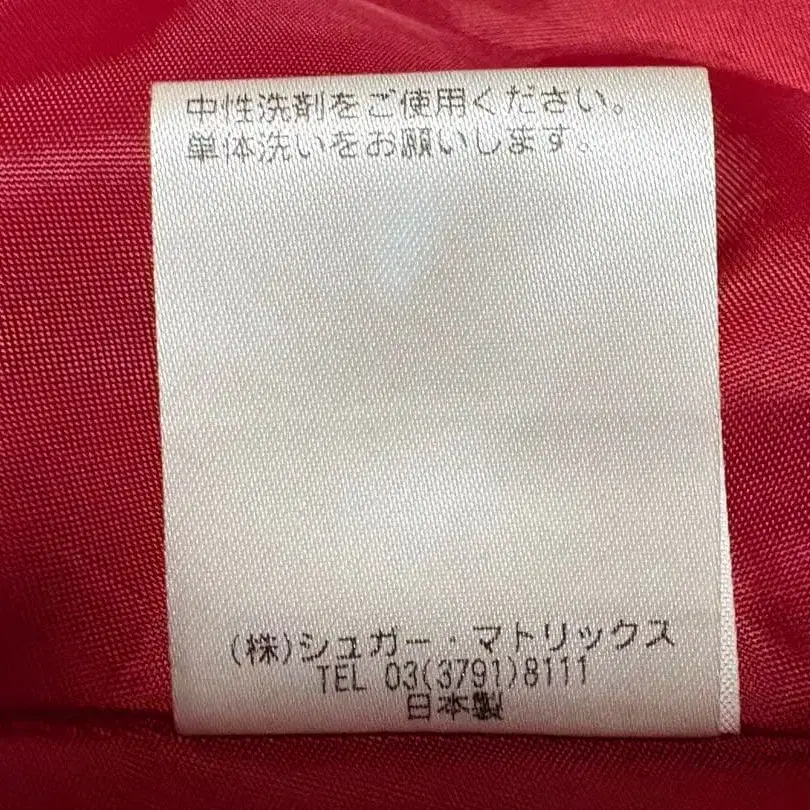 中性洗剤をご使用ください。
単体洗いをお願いします。
(株)シュガー・マトリックス
TEL 03(3791)8111
日本製